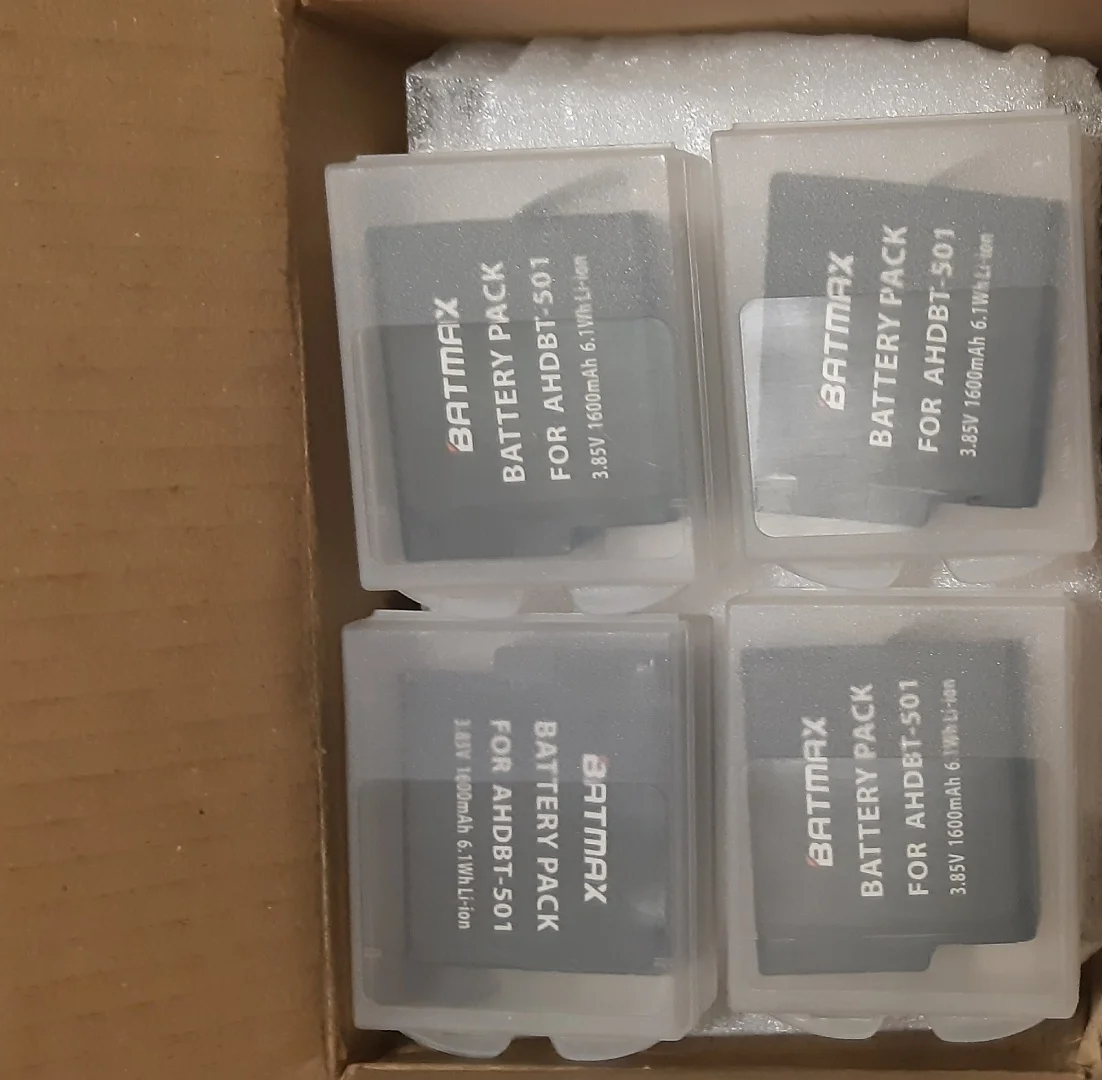 BATMAX
BATTERY PACK
FOR AHDBT-501
3.85V 1600mAh 6.1Wh Li-ion
BATMAX
BATTERY PACK
FOR AHDBT-501
3.85V 1600mAh 6.1Wh Li-ion
BATMAX
BATTERY PACK
FOR AHDBT-501
3.85V 1600mAh 6.1Wh Li-ion
BATMAX
BATTERY PACK
FOR AHDBT-501
3.85V 1600mAh 6.1Wh Li-ion